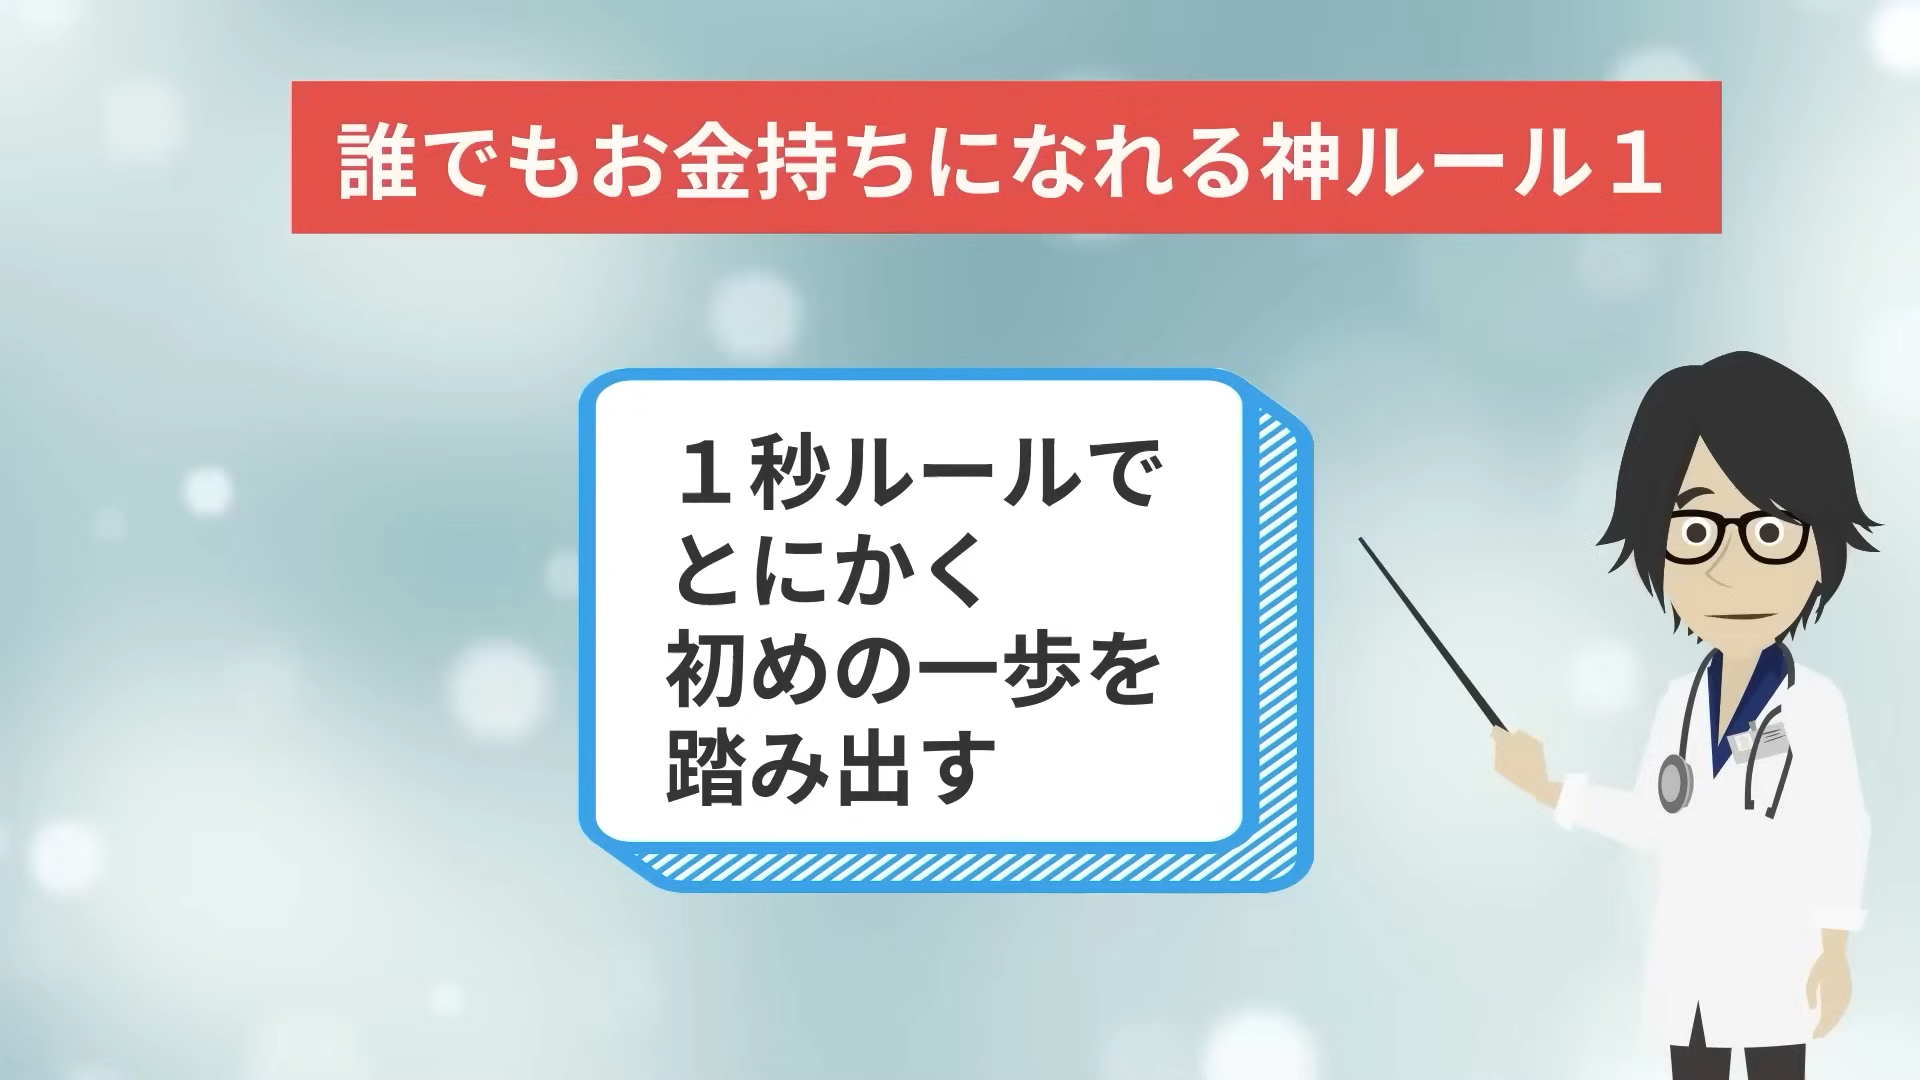 誰でもお金持ちになれる神ルール１
１秒ルールで
とにかく
初めの一歩を
踏み出す